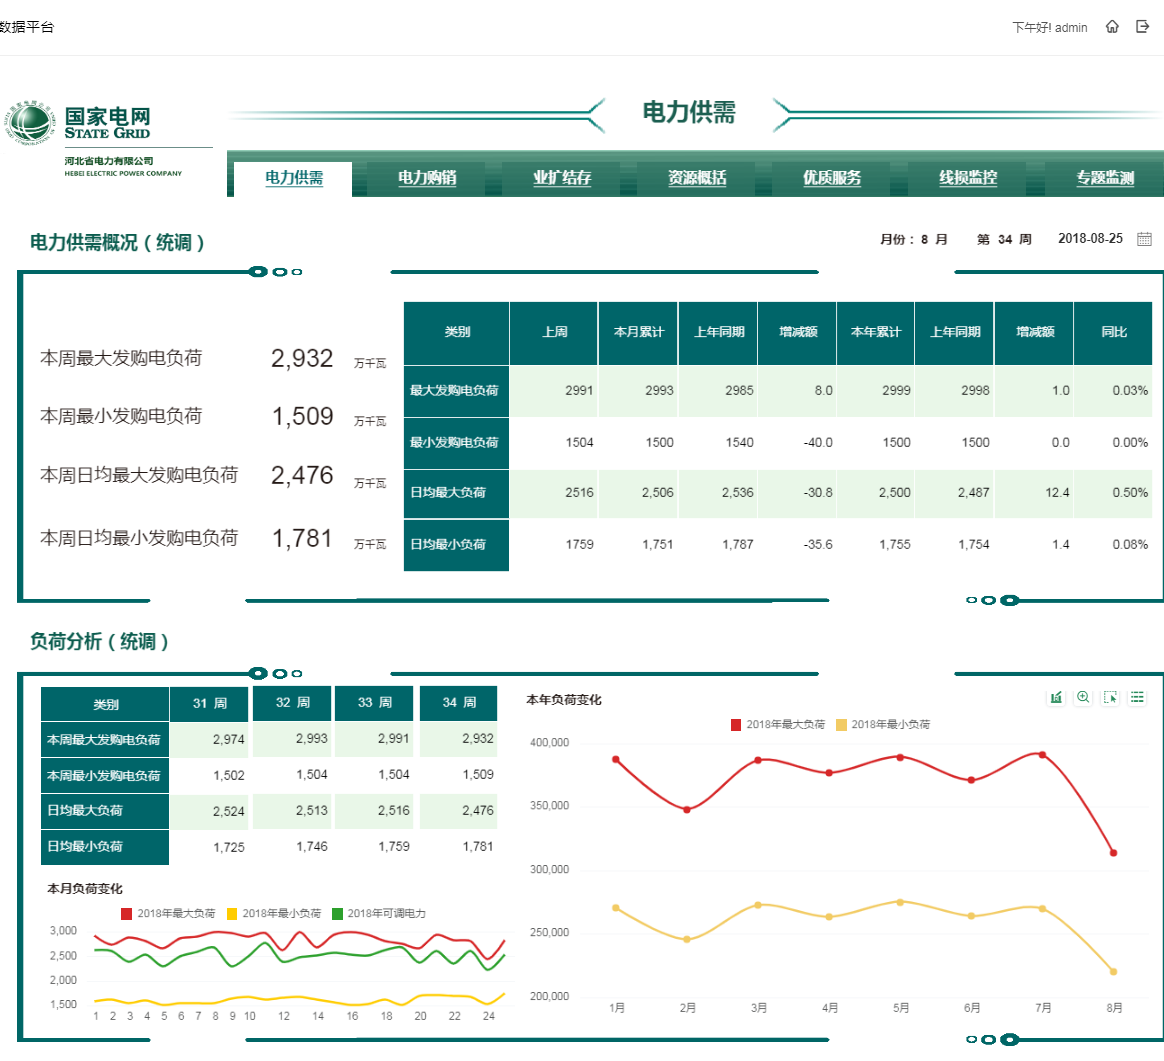 数据平台
下午好! admin
电力供需
国家电网
STATE GRID
河北省电力有限公司
HEBEI ELECTRIC POWER COMPANY
电力供需 电力购销 业扩结存 资源概括 优质服务 线损监控 专题监测
电力供需概况（统调）
月份： 8 月 第 34 周 2018-08-25
本周最大发购电负荷 2,932 万千瓦
本周最小发购电负荷 1,509 万千瓦
本周日均最大发购电负荷 2,476 万千瓦
本周日均最小发购电负荷 1,781 万千瓦
类别 上周 本月累计 上年同期 增减额 本年累计 上年同期 增减额 同比
最大发购电负荷 2991 2993 2985 8.0 2999 2998 1.0 0.03%
最小发购电负荷 1504 1500 1540 -40.0 1500 1500 0.0 0.00%
日均最大负荷 2516 2,506 2,536 -30.8 2,500 2,487 12.4 0.50%
日均最小负荷 1759 1,751 1,787 -35.6 1,755 1,754 1.4 0.08%
负荷分析（统调）
类别 31 周 32 周 33 周 34 周
本周最大发购电负荷 2,974 2,993 2,991 2,932
本周最小发购电负荷 1,502 1,504 1,504 1,509
日均最大负荷 2,524 2,513 2,516 2,476
日均最小负荷 1,725 1,746 1,759 1,781
本月负荷变化
2018年最大负荷 2018年最小负荷 2018年可调电力
3,000
2,500
2,000
1,500
1 2 3 4 5 6 7 8 9 10 12 14 16 18 20 22 24
本年负荷变化
2018年最大负荷 2018年最小负荷
400,000
350,000
300,000
250,000
200,000
1月 2月 3月 4月 5月 6月 7月 8月